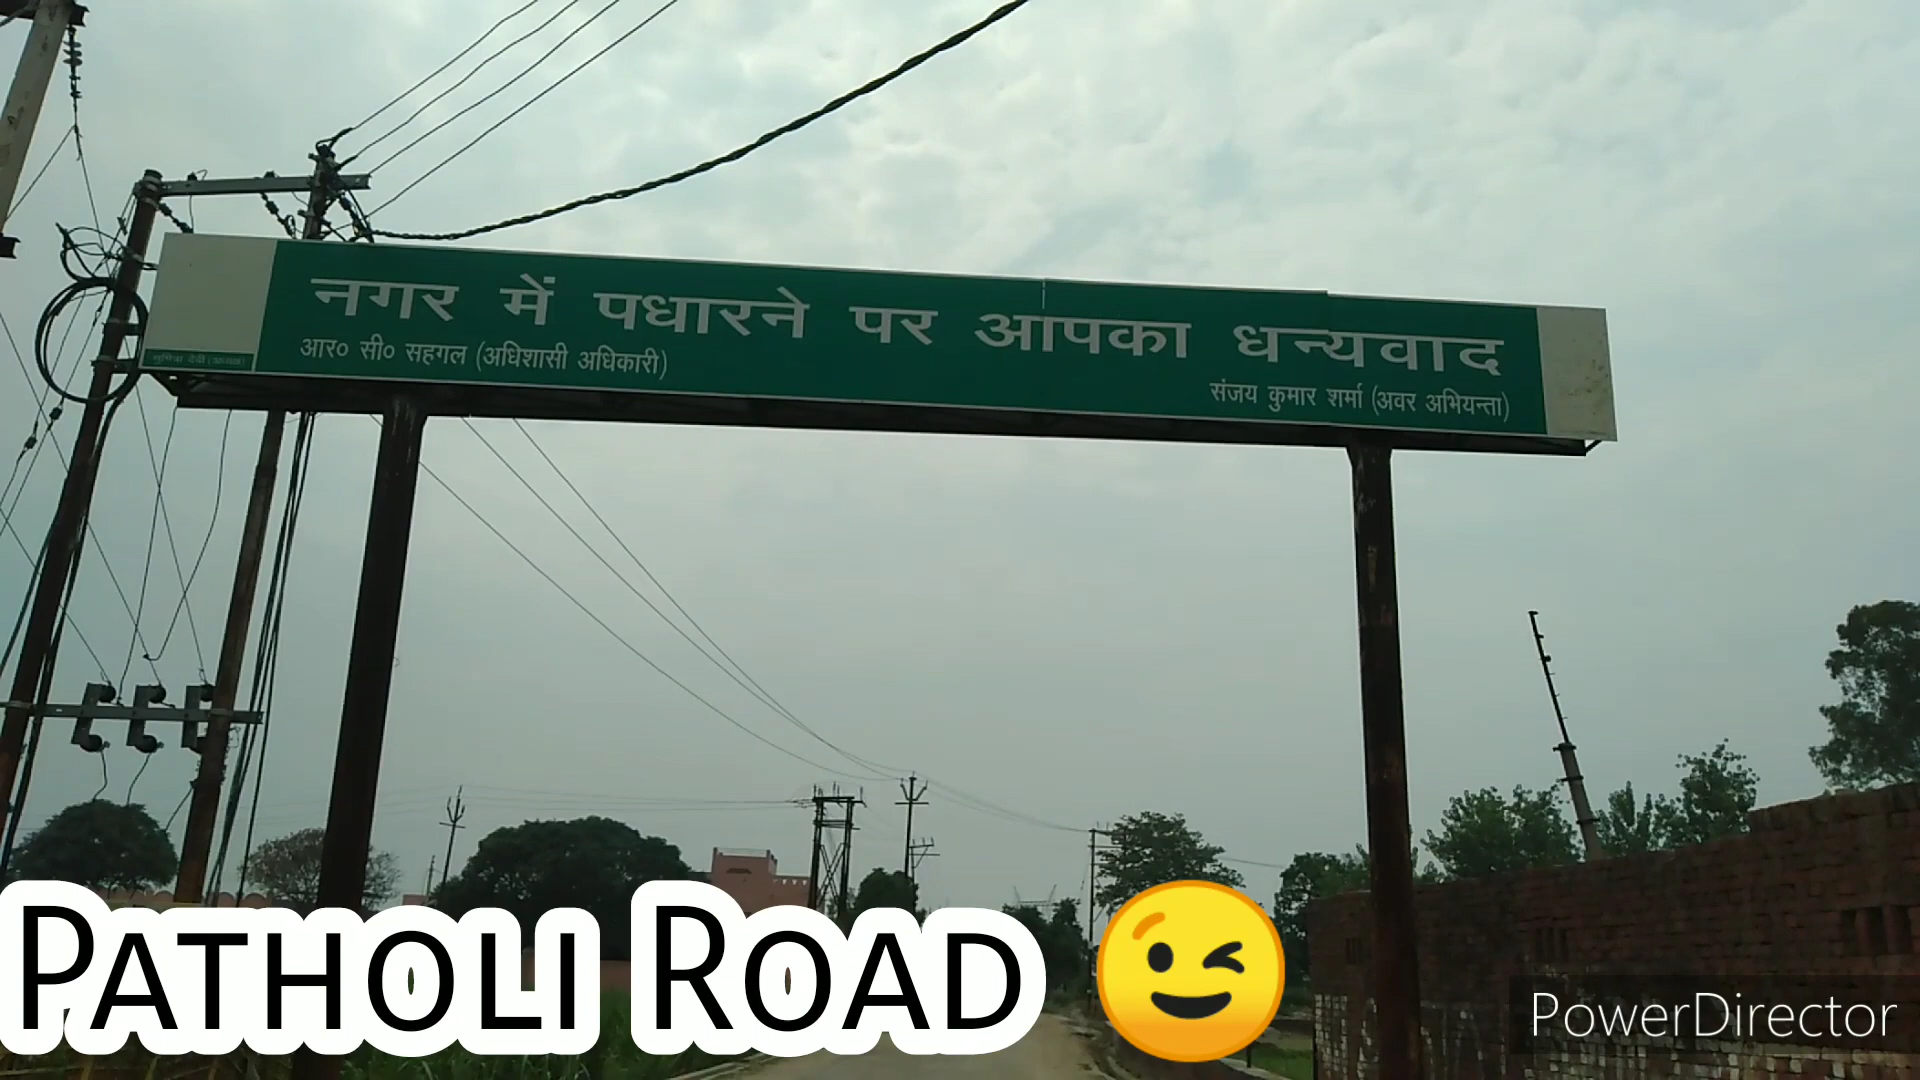 नगर में पधारने पर आपका धन्यवाद
आर० सी० सहगल (अधिशासी अधिकारी)
संजय कुमार शर्मा (अवर अभियन्ता)
PATHOLI ROAD
PowerDirector